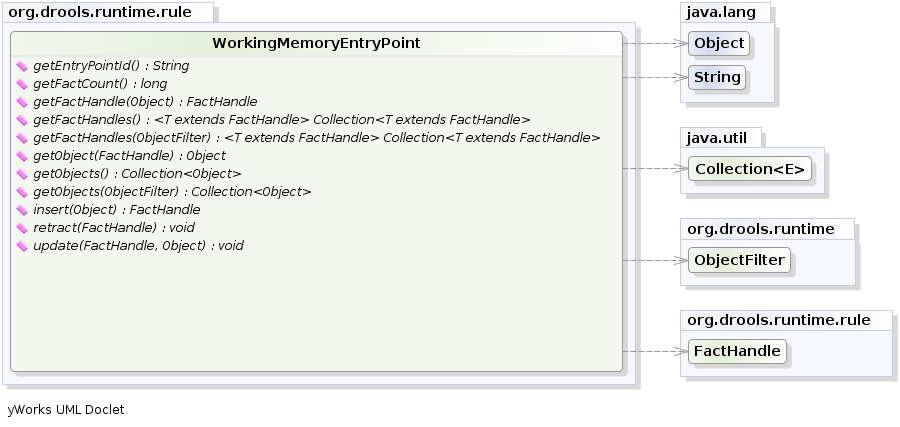 org.drools.runtime.rule
WorkingMemoryEntryPoint
getEntryPointId() : String
getFactCount() : long
getFactHandle(Object) : FactHandle
getFactHandles() : <T extends FactHandle> Collection<T extends FactHandle>
getFactHandles(ObjectFilter) : <T extends FactHandle> Collection<T extends FactHandle>
getObject(FactHandle) : Object
getObjects() : Collection<Object>
getObjects(ObjectFilter) : Collection<Object>
insert(Object) : FactHandle
retract(FactHandle) : void
update(FactHandle, Object) : void
java.lang
Object
String
java.util
Collection<E>
org.drools.runtime
ObjectFilter
org.drools.runtime.rule
FactHandle
yWorks UML Doclet